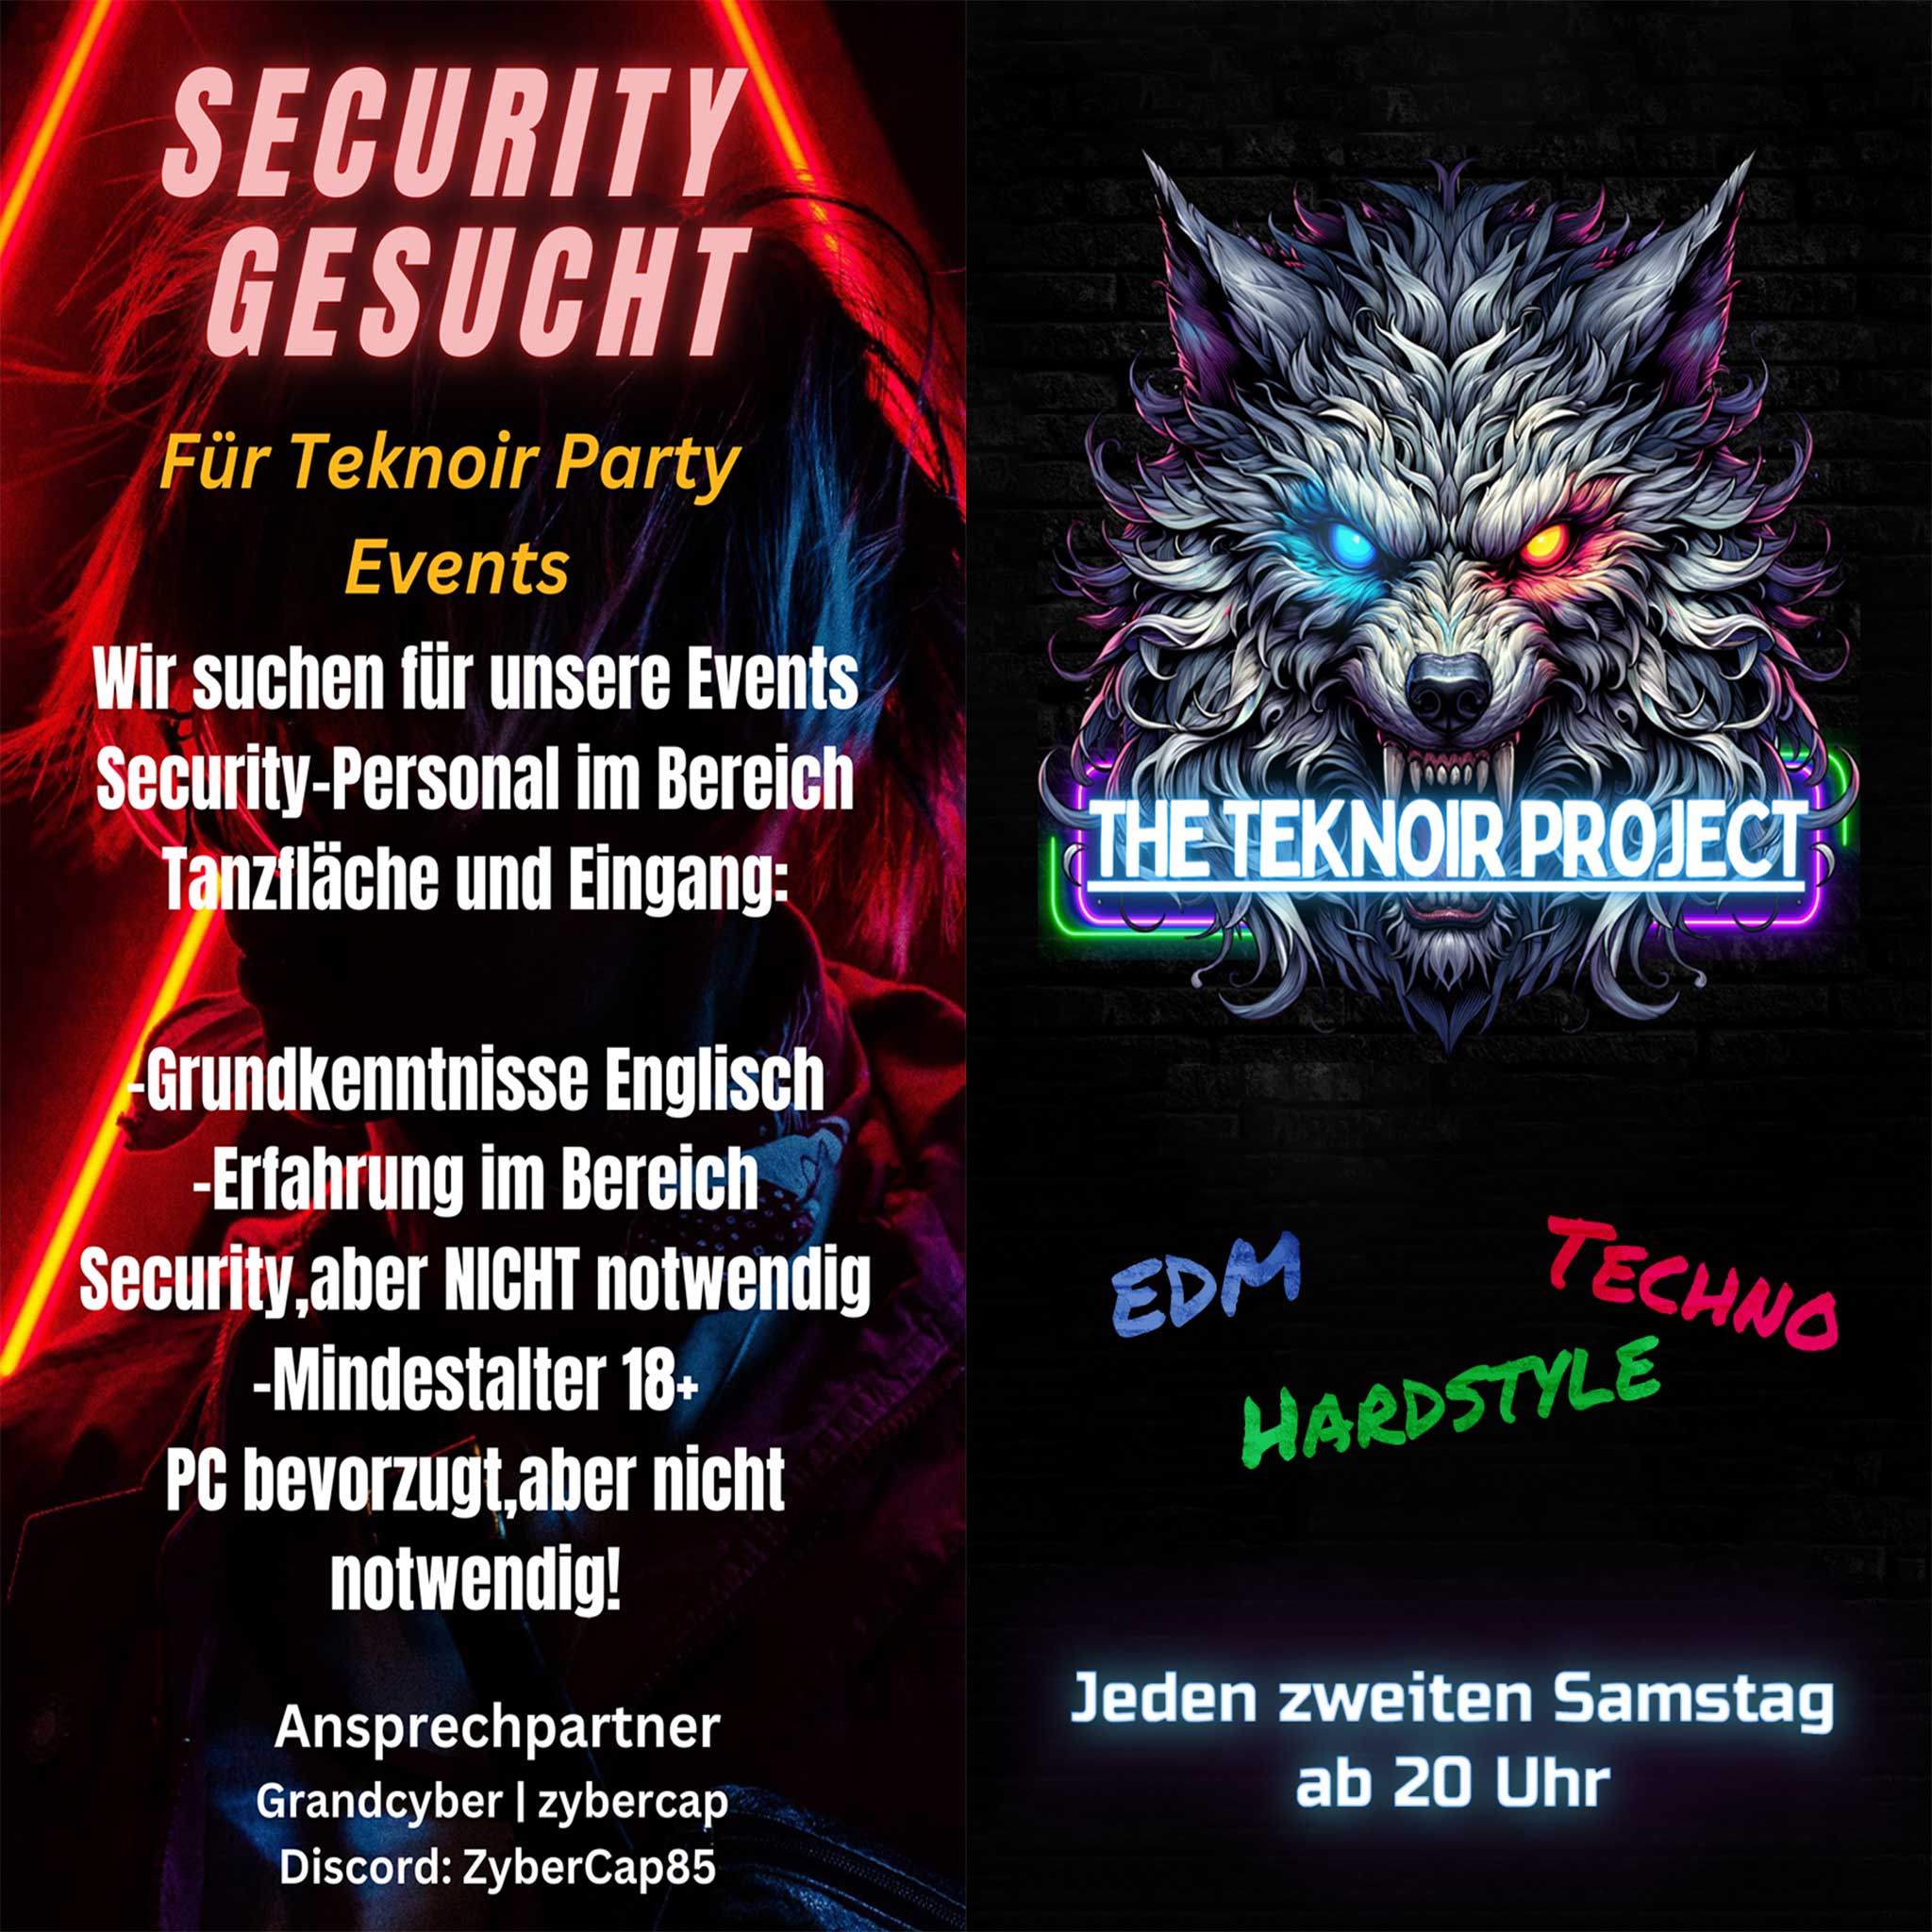 SECURITY
GESUCHT
Für Teknoir Party
Events
Wir suchen für unsere Events
Security-Personal im Bereich
Tanzfläche und Eingang:
-Grundkenntnisse Englisch
-Erfahrung im Bereich
Security,aber NICHT notwendig
-Mindestalter 18+
PC bevorzugt,aber nicht
notwendig!
Ansprechpartner
Grandcyber | zybercap
Discord: ZyberCap85
THE TEKNOIR PROJECT
EDM
TECHNO
HARDSTYLE
Jeden zweiten Samstag
ab 20 Uhr